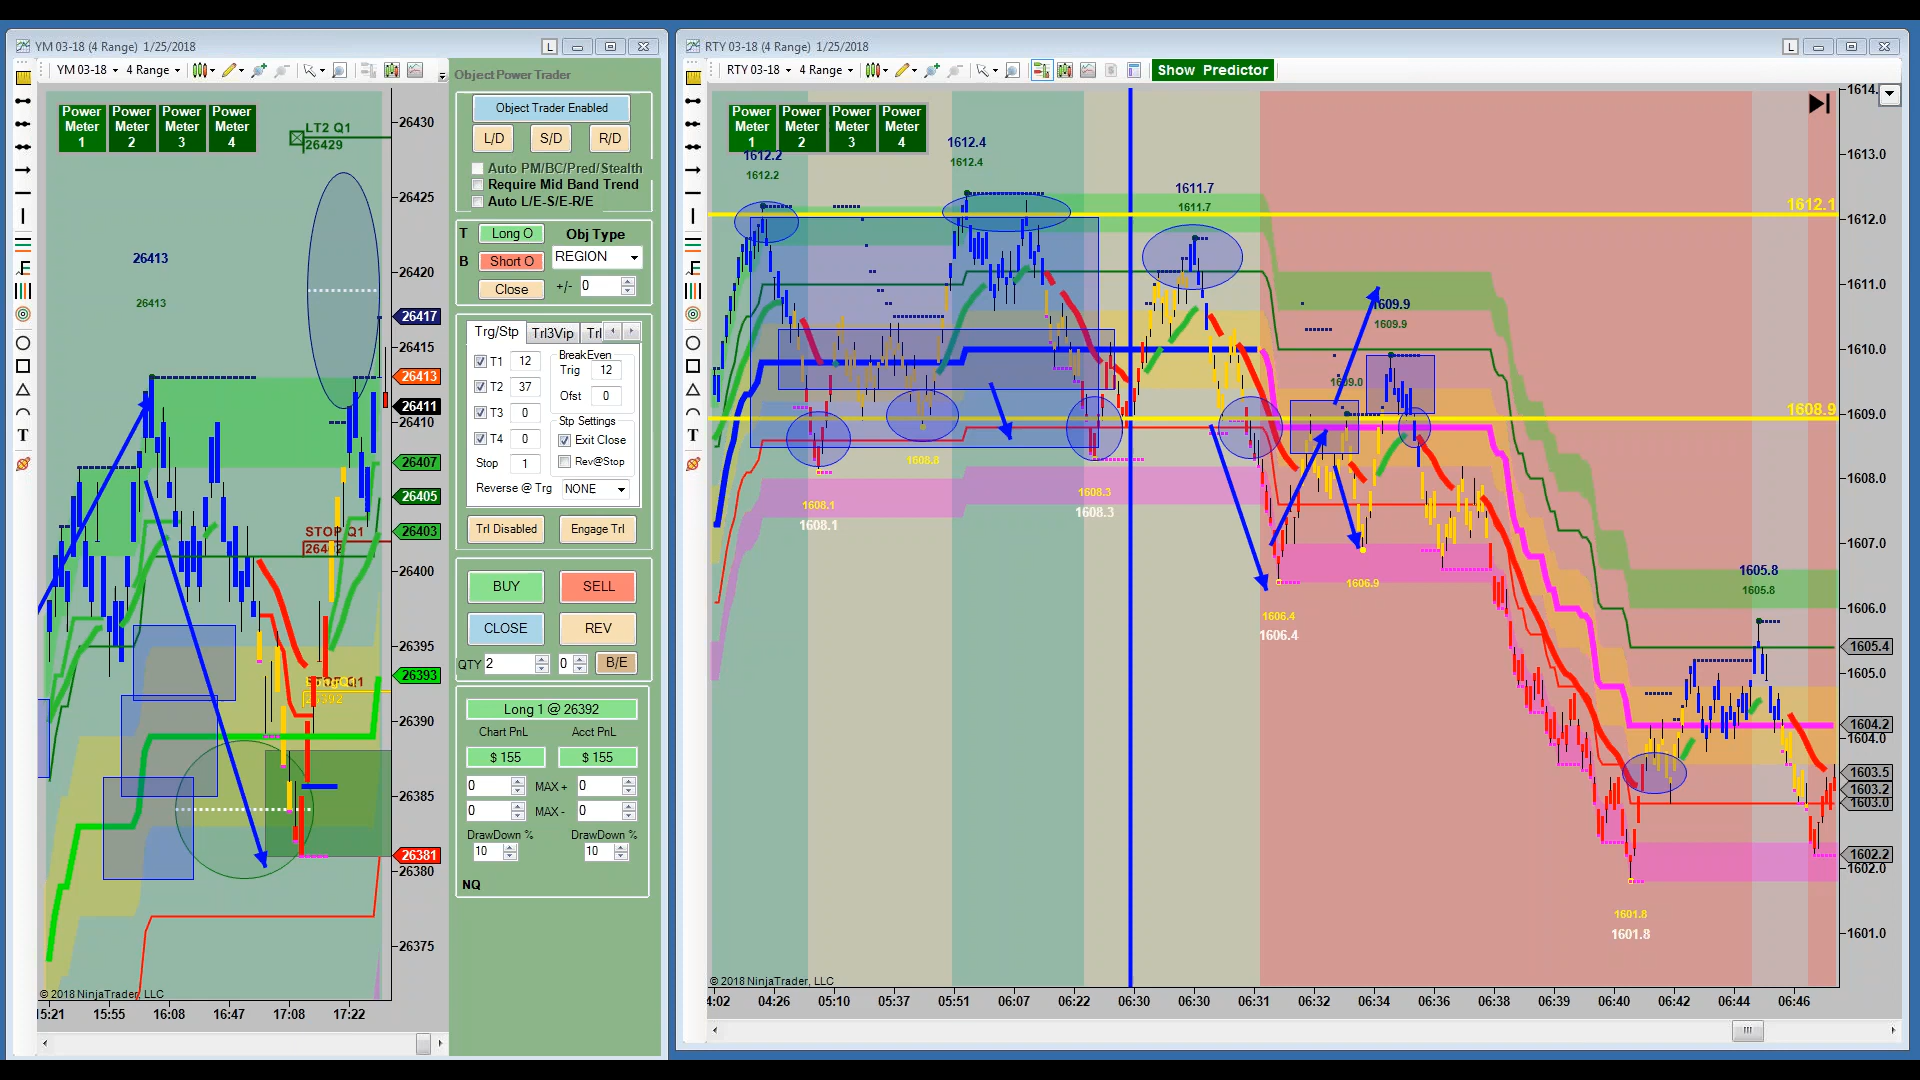 YM 03-18 (4 Range) 1/25/2018
L
YM 03-18 4 Range
Power Meter 1
Power Meter 2
Power Meter 3
Power Meter 4
LT2 Q1
26429
26413
26413
STOP Q1
26430
26425
26420
26417
26415
26413
26411
26410
26407
26405
26403
26400
26395
26393
26390
26385
26381
26380
26375
© 2018 NinjaTrader, LLC
15:21 15:55 16:08 16:47 17:08 17:22
Object Power Trader
Object Trader Enabled
L/D S/D R/D
Auto PM/BC/Pred/Stealth
Require Mid Band Trend
Auto L/E-S/E-R/E
T Long O Obj Type
B Short O REGION
Close +/- 0
Trg/Stp Trl3Vip Trl
T1 12
T2 37
T3 0
T4 0
Stop 1
BreakEven
Trig 12
Ofst 0
Stp Settings
Exit Close
Rev@Stop
Reverse @ Trg NONE
Trl Disabled Engage Trl
BUY SELL
CLOSE REV
QTY 2 0 B/E
Long 1 @ 26392
Chart PnL Acct PnL
$ 155 $ 155
0 MAX + 0
0 MAX - 0
DrawDown % DrawDown %
10 10
NQ
RTY 03-18 (4 Range) 1/25/2018
L
RTY 03-18 4 Range Show Predictor
Power Meter 1
Power Meter 2
Power Meter 3
Power Meter 4
1612.2
1612.2
1612.4
1612.4
1611.7
1611.7
1612.1
1609.9
1609.9
1609.0
1608.9
1608.8
1608.1
1608.1
1608.3
1608.3
1606.9
1606.4
1606.4
1605.8
1605.8
1601.8
1601.8
1614.
1613.0
1612.0
1611.0
1610.0
1609.0
1608.0
1607.0
1606.0
1605.4
1605.0
1604.2
1604.0
1603.5
1603.2
1603.0
1602.2
1602.0
1601.0
© 2018 NinjaTrader, LLC
4:02 04:26 05:10 05:37 05:51 06:07 06:22 06:30 06:30 06:31 06:32 06:34 06:36 06:38 06:39 06:40 06:42 06:44 06:46